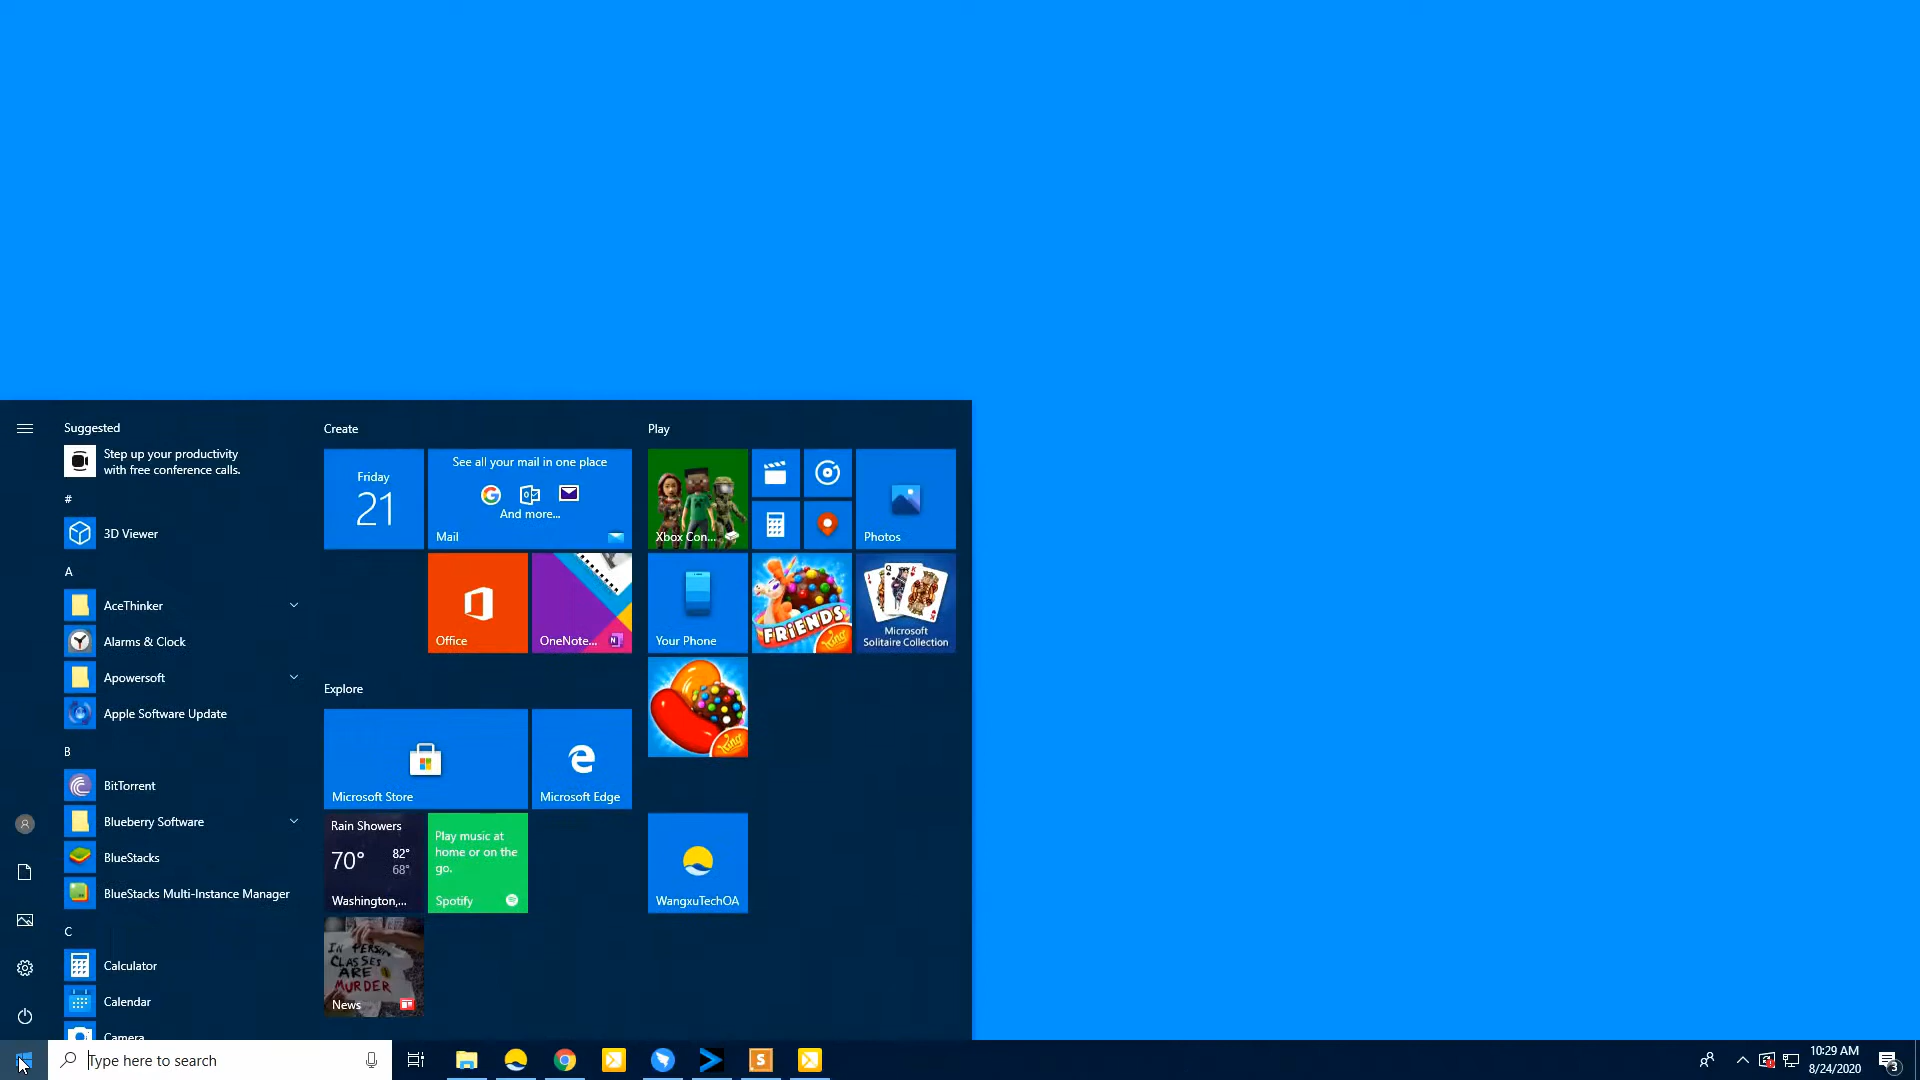 Suggested
Step up your productivity
with free conference calls.
#
3D Viewer
A
AceThinker
Alarms & Clock
Apowersoft
Apple Software Update
B
BitTorrent
Blueberry Software
BlueStacks
BlueStacks Multi-Instance Manager
C
Calculator
Calendar
Camera
Create
Friday
21
See all your mail in one place
And more...
Mail
Office
OneNote...
N
Explore
Microsoft Store
Microsoft Edge
Rain Showers
70°
82°
68°
Washington,...
Play music at
home or on the
go.
Spotify
IN PERSON
CLASSES
ARE
MURDER
News
Play
Xbox Con...
Photos
Your Phone
FRIENDS
King
Microsoft
Solitaire Collection
King
WangxuTechOA
Type here to search
S
10:29 AM
8/24/2020
3